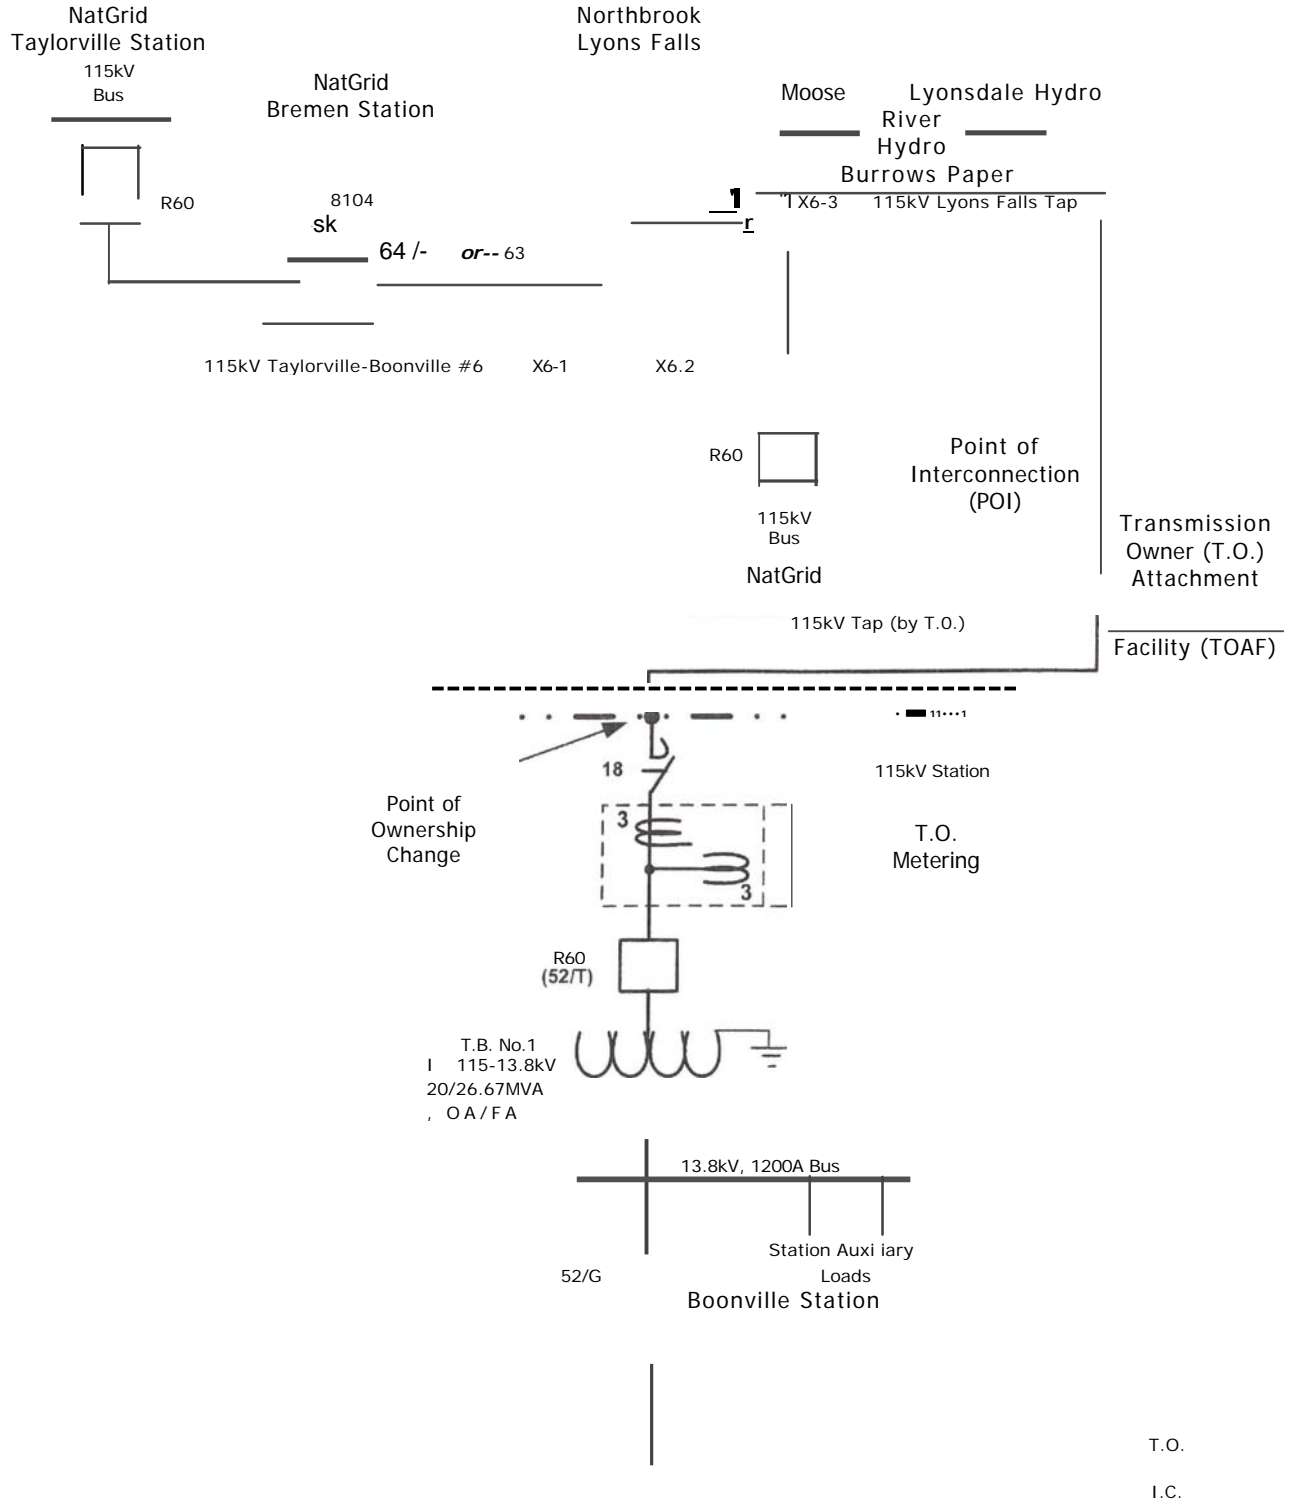 NatGrid
Taylorville Station
115kV
Bus
NatGrid
Bremen Station
Northbrook
Lyons Falls
Moose
Lyonsdale Hydro
River
Hydro
Burrows Paper
R60
8104
sk
64 /-
or-- 63
1
r
X6-3
115kV Lyons Falls Tap
115kV Taylorville-Boonville #6
X6-1
X6.2
R60
Point of
Interconnection
(POI)
115kV
Bus
NatGrid
Transmission
Owner (T.O.)
Attachment
Facility (TOAF)
115kV Tap (by T.0.)
18
115kV Station
Point of
Ownership
Change
3
T.O.
Metering
3
R60
(52/T)
T.B. No.1
I 115-13.8kV
20/26.67MVA
, OA/FA
13.8kV, 1200A Bus
Station Auxi iary
Loads
52/G
Boonville Station
T.O.
I.C.